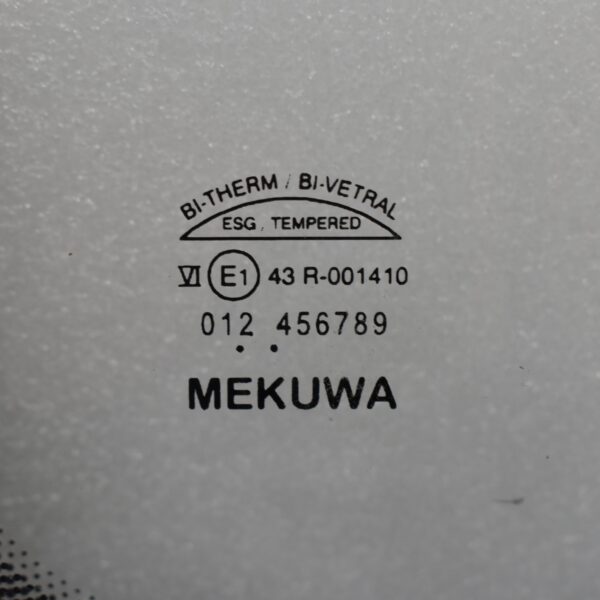 BI-THERM / BI-VETRAL
ESG, TEMPERED
VI E1 43 R-001410
012 456789
MEKUWA